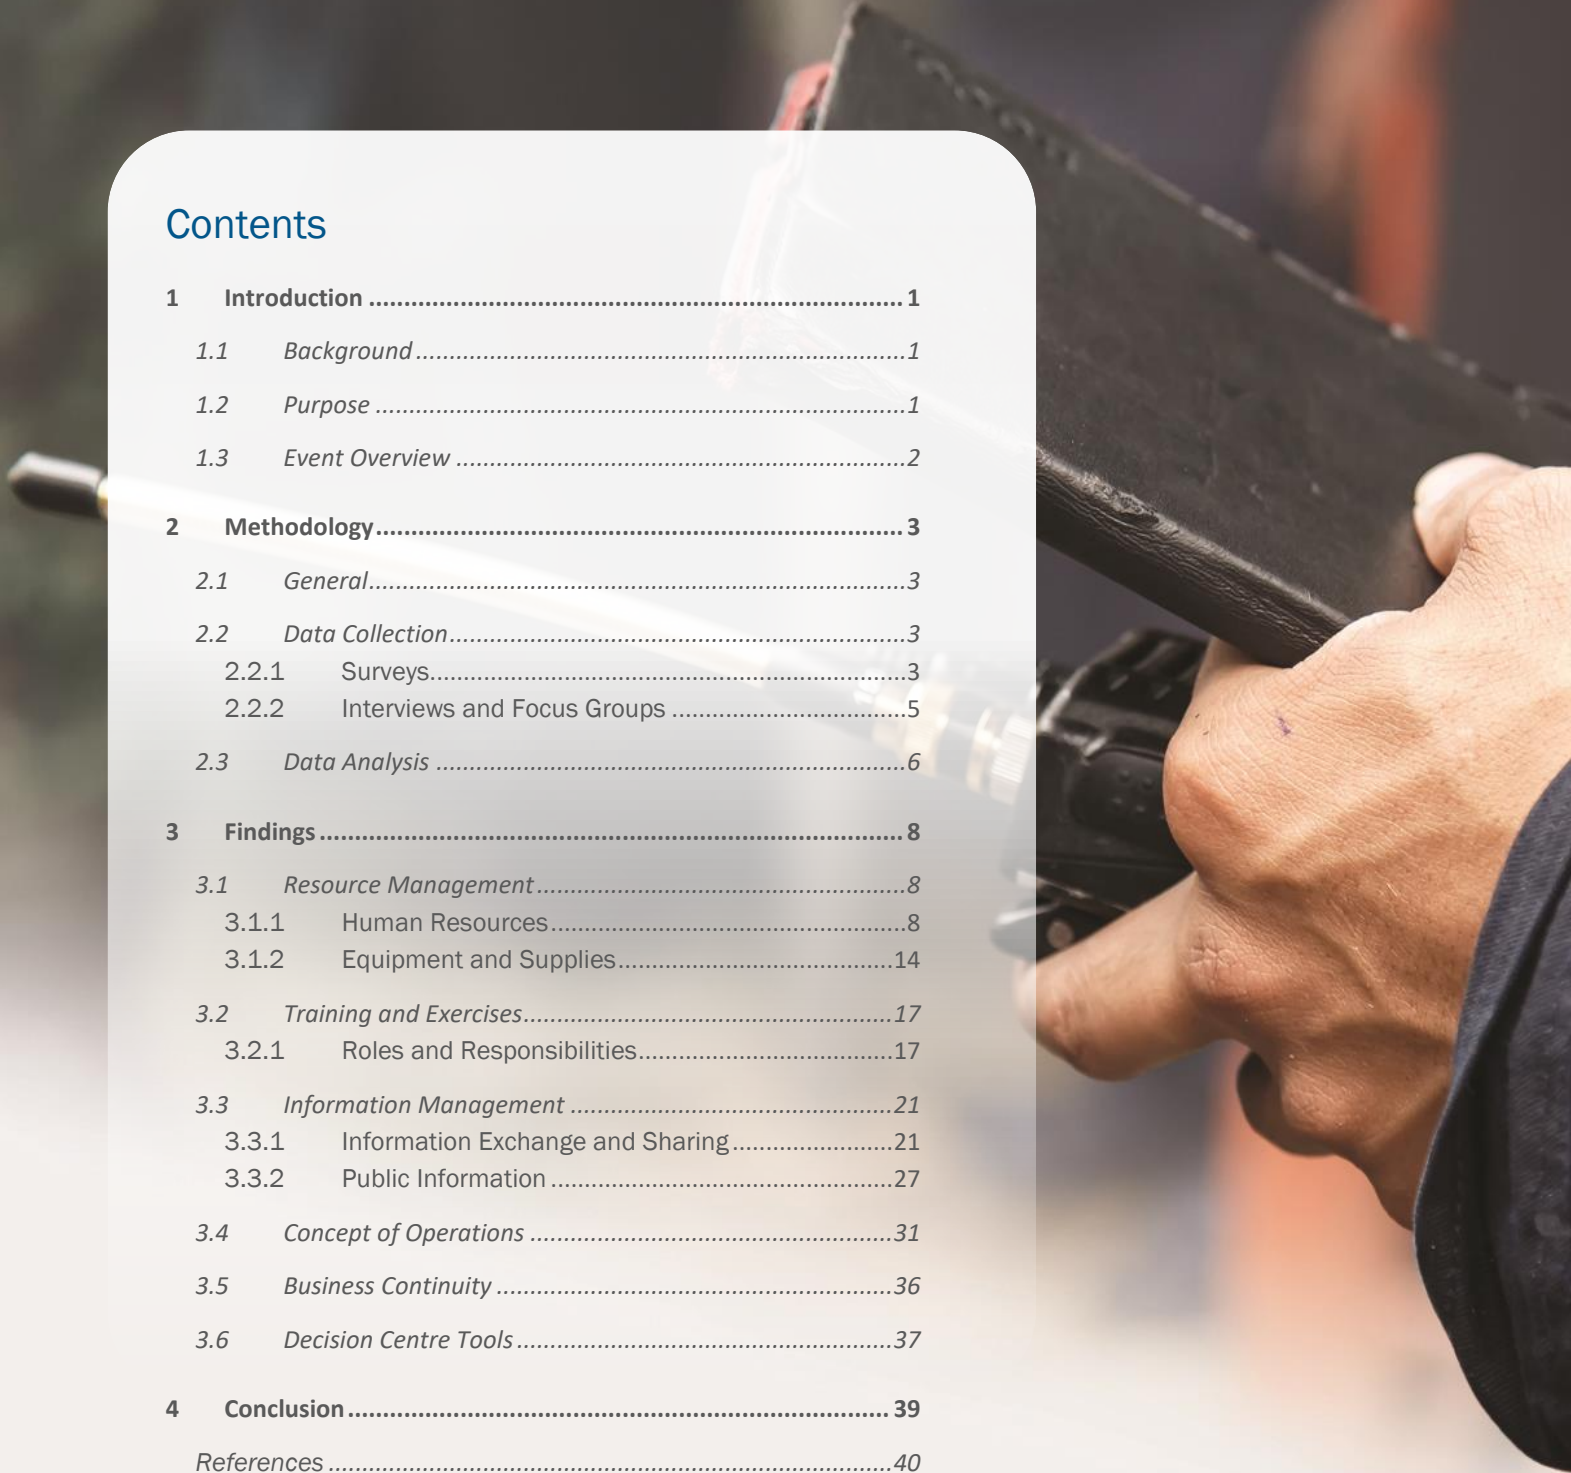 Contents
1 Introduction ............................................................................ 1
1.1 Background ...................................................................... 1
1.2 Purpose ............................................................................ 1
1.3 Event Overview ................................................................ 2
2 Methodology ........................................................................... 3
2.1 General ............................................................................. 3
2.2 Data Collection ................................................................. 3
2.2.1 Surveys .................................................................... 3
2.2.2 Interviews and Focus Groups .................................. 5
2.3 Data Analysis ................................................................... 6
3 Findings ................................................................................... 8
3.1 Resource Management .................................................... 8
3.1.1 Human Resources ................................................... 8
3.1.2 Equipment and Supplies ....................................... 14
3.2 Training and Exercises ..................................................... 17
3.2.1 Roles and Responsibilities .................................... 17
3.3 Information Management .............................................. 21
3.3.1 Information Exchange and Sharing ....................... 21
3.3.2 Public Information ................................................ 27
3.4 Concept of Operations .................................................... 31
3.5 Business Continuity ......................................................... 36
3.6 Decision Centre Tools ...................................................... 37
4 Conclusion ............................................................................. 39
References ................................................................................ 40